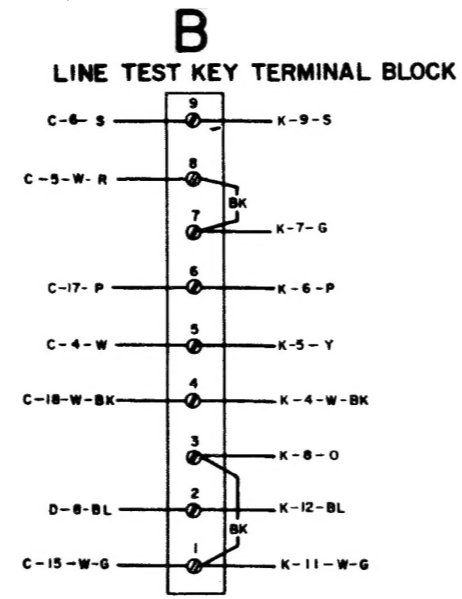 B
LINE TEST KEY TERMINAL BLOCK
9
C-6-S K-9-S
8
C-5-W-R
BK
7
K-7-G
6
C-17-P K-6-P
5
C-4-W K-5-Y
4
C-18-W-BK K-4-W-BK
3
K-8-O
2
D-8-BL K-12-BL
BK
1
C-15-W-G K-11-W-G